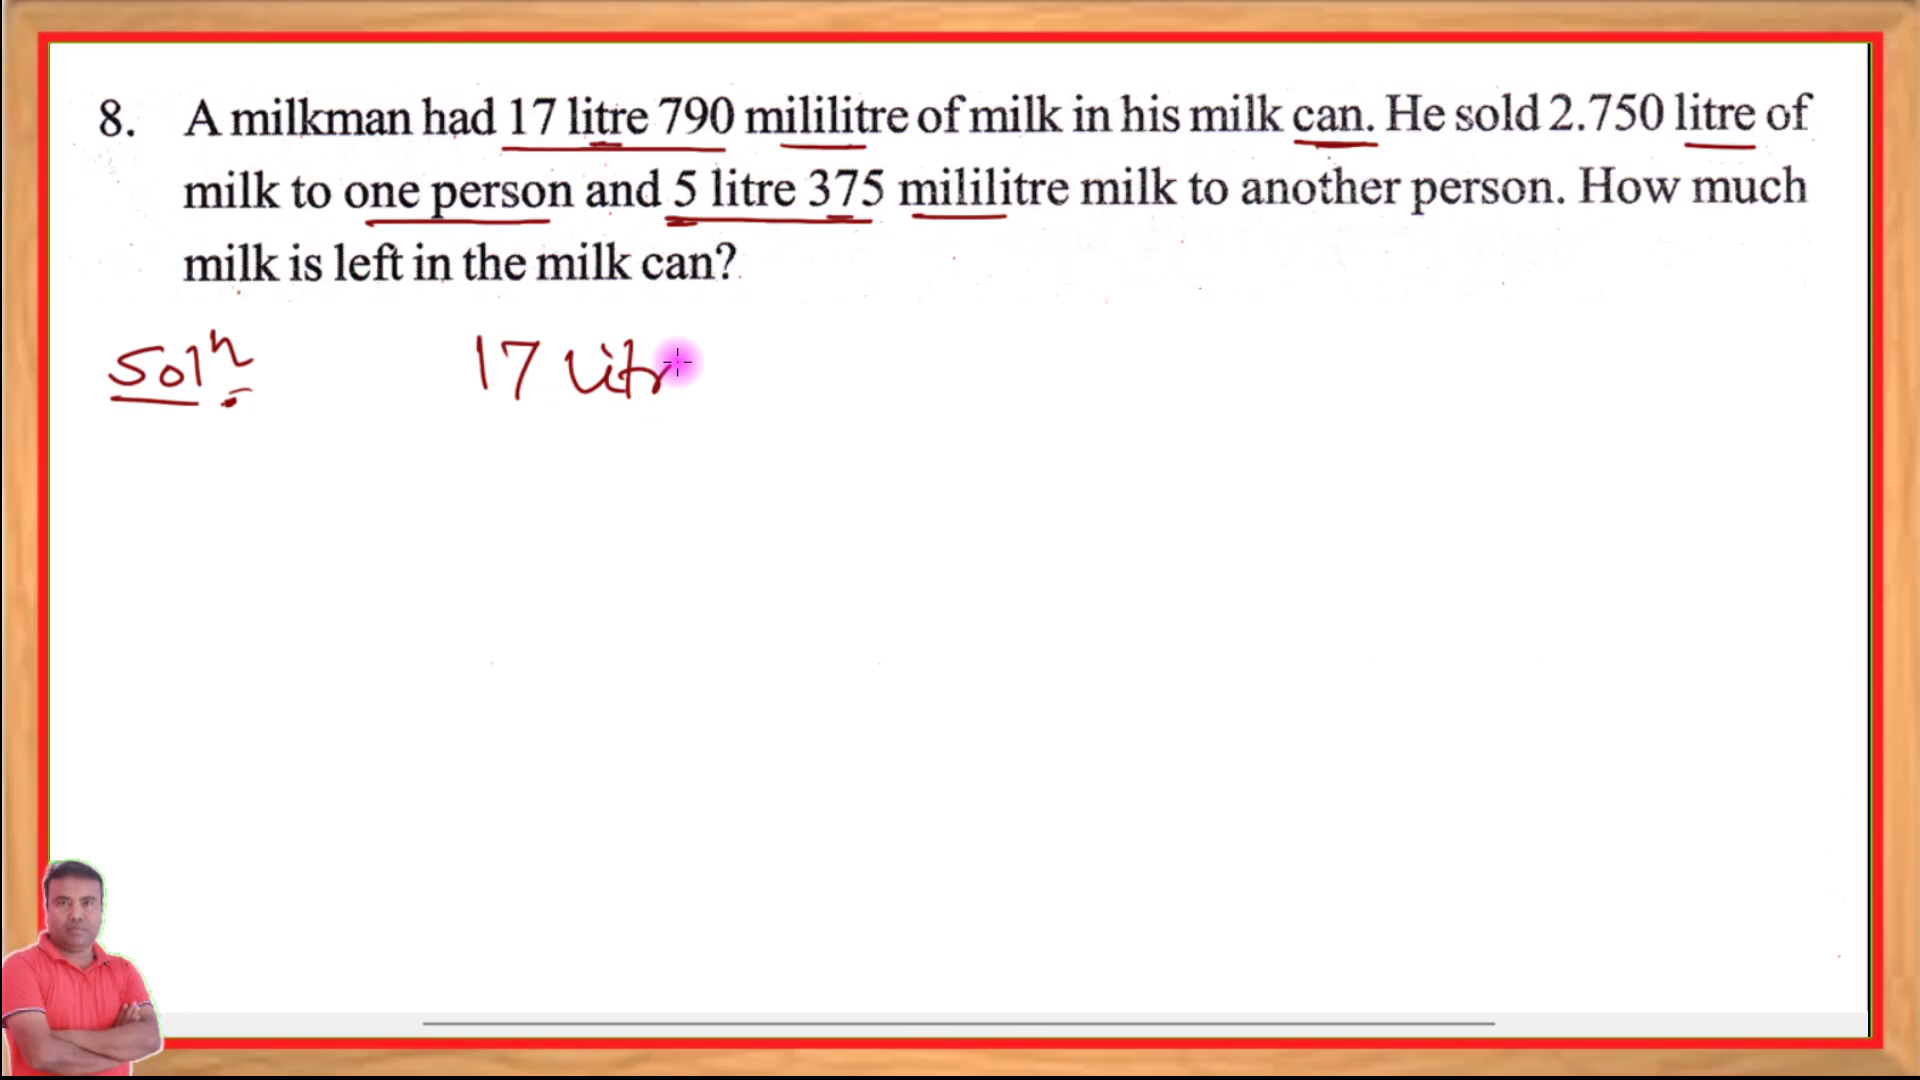 8. A milkman had 17 litre 790 mililitre of milk in his milk can. He sold 2.750 litre of
milk to one person and 5 litre 375 mililitre milk to another person. How much
milk is left in the milk can?
Solⁿ 17 litr